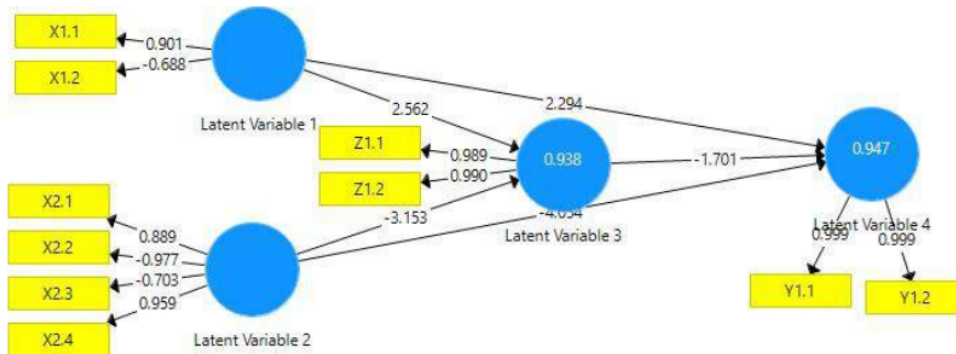 X1.1
0.901
X1.2
-0.688
Latent Variable 1
2.562
2.294
Z1.1
0.989
Z1.2
0.990
0.938
-1.701
0.947
Latent Variable 3
Latent Variable 4
X2.1
0.889
X2.2
-0.977
X2.3
-0.703
X2.4
0.959
Latent Variable 2
-3.153
0.999
0.999
Y1.1
Y1.2